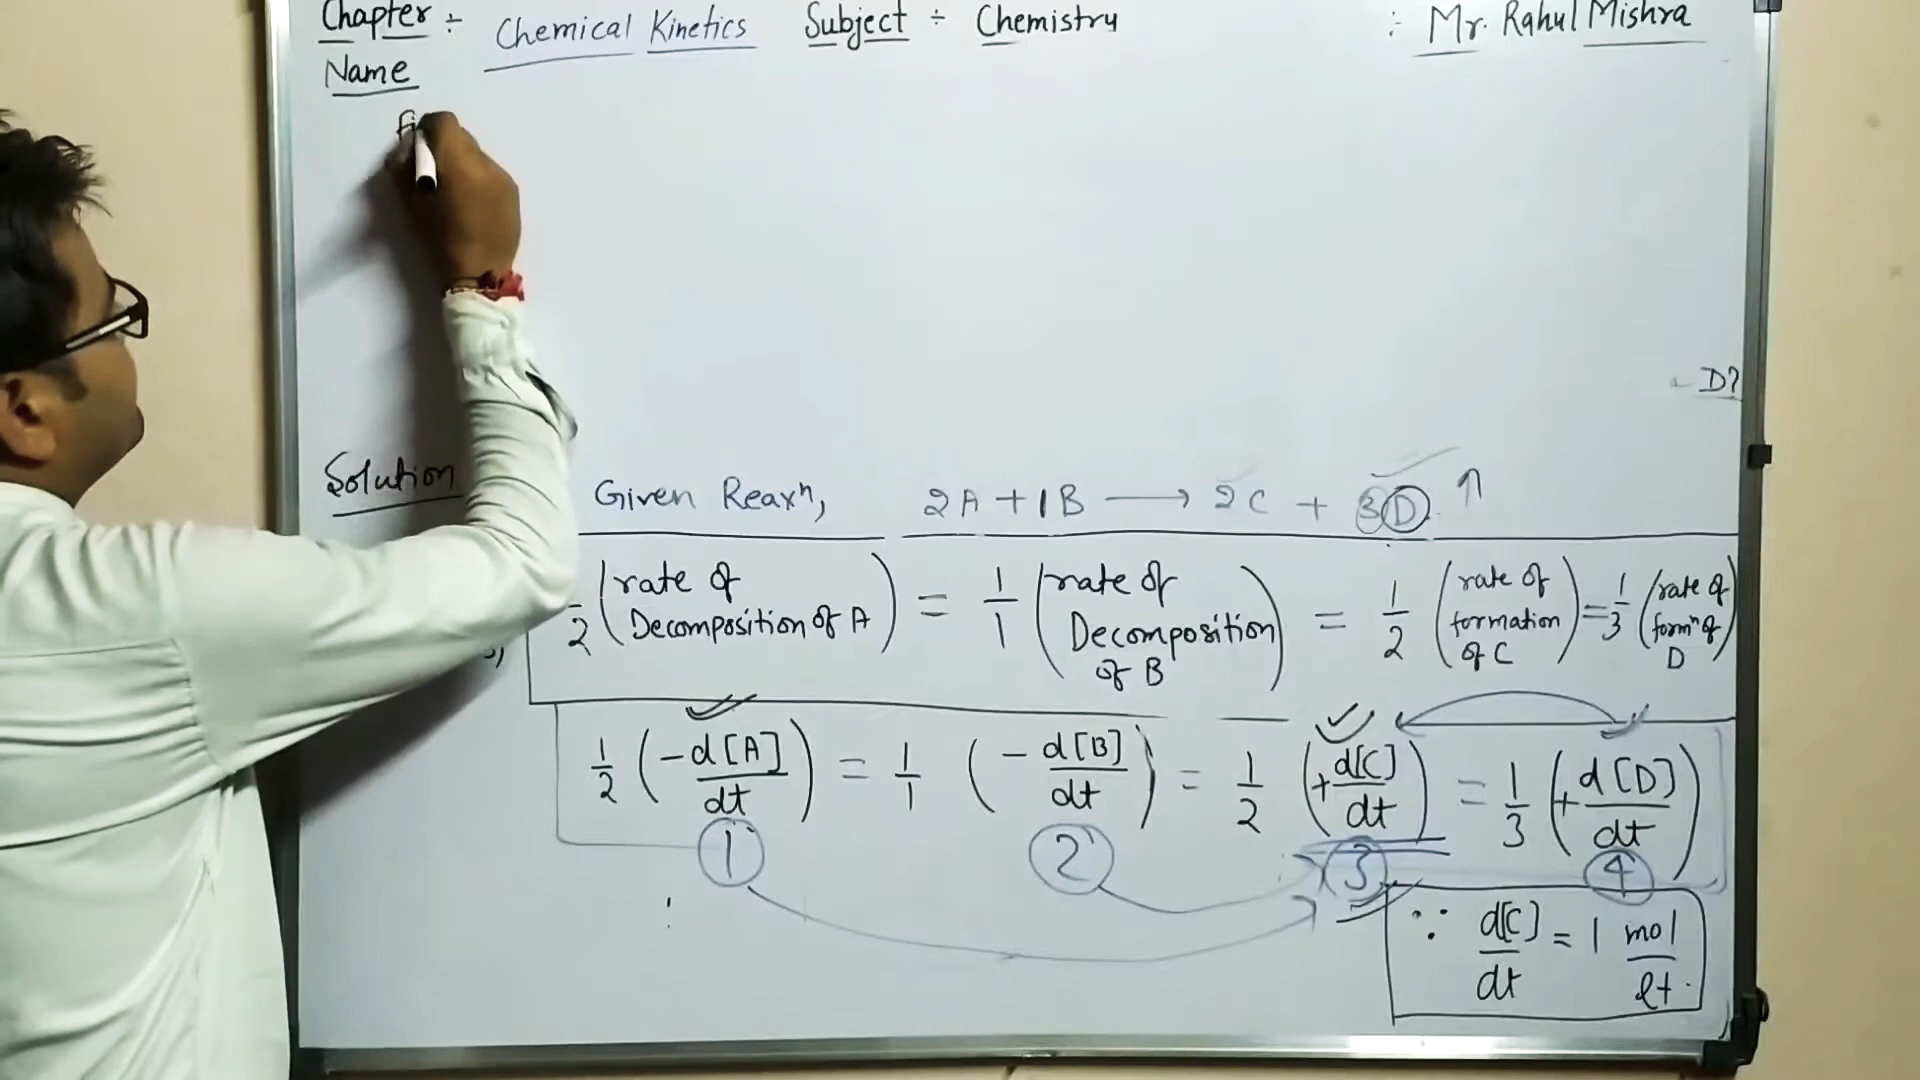 Chapter ÷ Chemical Kinetics Subject ÷ Chemistry : Mr. Rahul Mishra
Name
Fi
D?
Solution
Given Reaxⁿ, 2A + 1B ⟶ 2C + 3D ↑
1/2 (rate of Decomposition of A) = 1/1 (rate of Decomposition of B) = 1/2 (rate of formation of C) = 1/3 (rate of formⁿ of D)
1/2 (-d[A]/dt) = 1/1 (-d[B]/dt) = 1/2 (+d[C]/dt) = 1/3 (+d[D]/dt)
1 2 3 4
∵ d[C]/dt = 1 mol/lt.